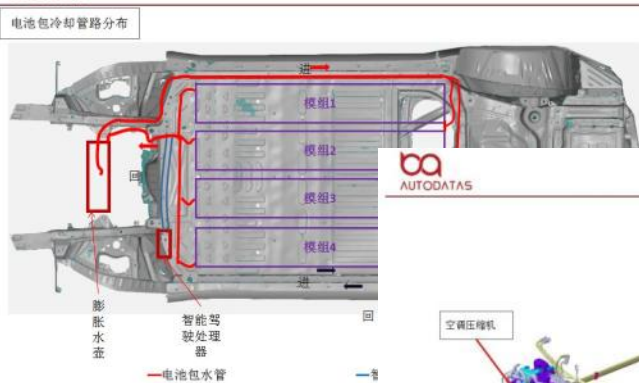 电池包冷却管路分布
进
模组1
模组2
回
模组3
模组4
进
回
膨
胀
水
壶
智能驾
驶处理
器
电池包水管
ba
AUTODATAS
空调压缩机